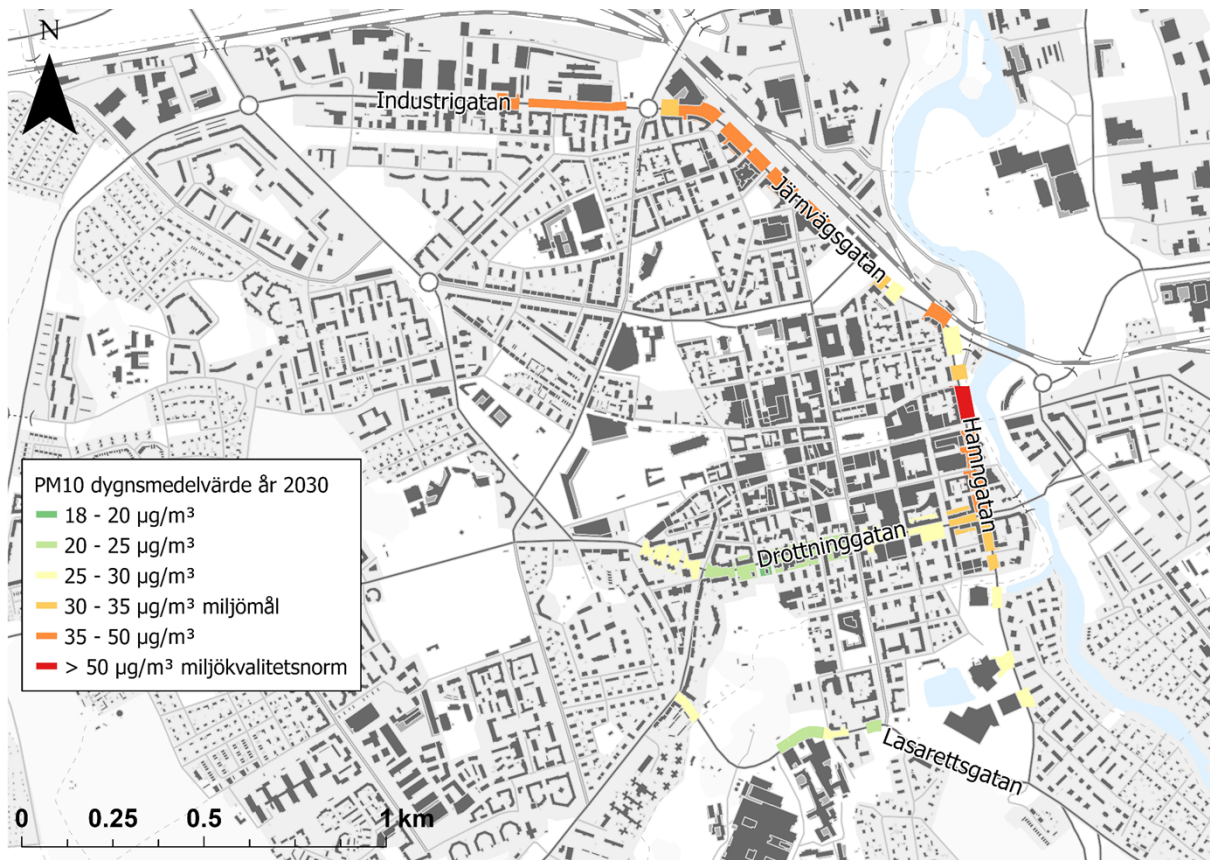 N
Industrigatan
Järnvägsgatan
Hamngatan
Drottninggatan
Lasarettsgatan
PM10 dygnsmedelvärde år 2030
18 - 20 µg/m³
20 - 25 µg/m³
25 - 30 µg/m³
30 - 35 µg/m³ miljömål
35 - 50 µg/m³
> 50 µg/m³ miljökvalitetsnorm
0 0.25 0.5 1 km